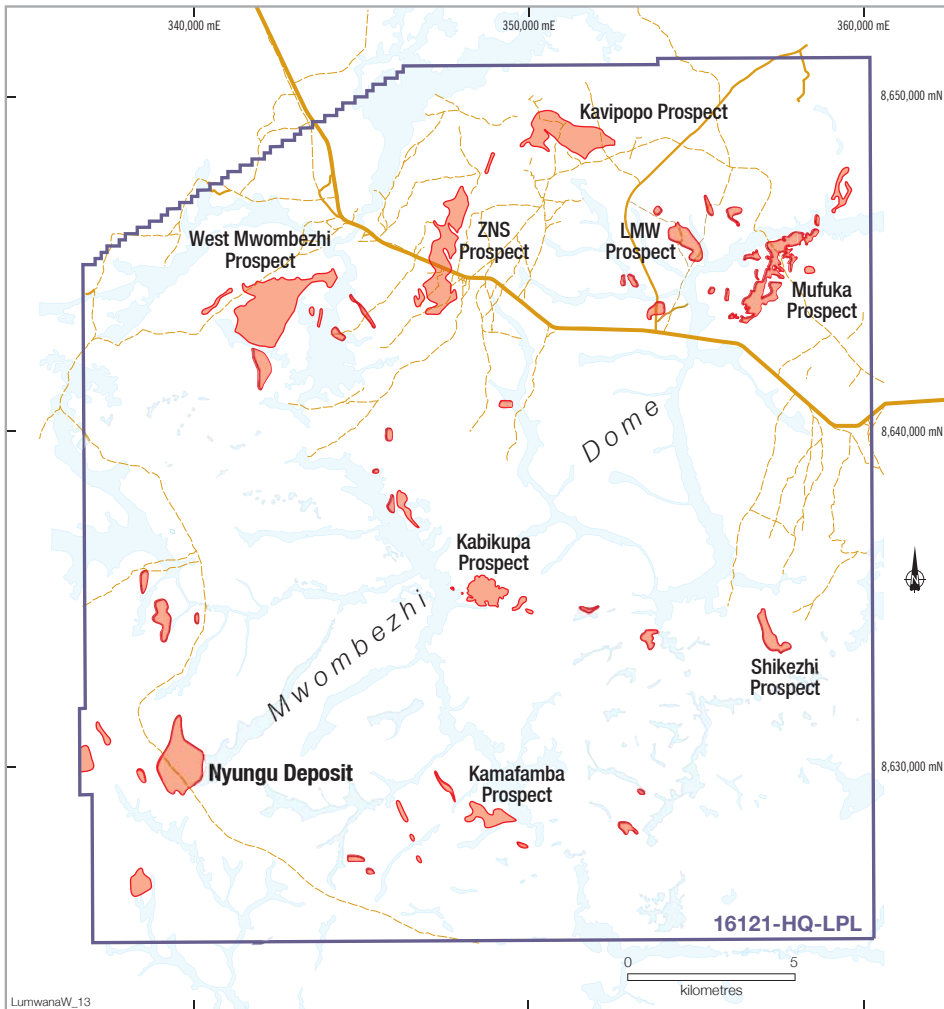 340,000 mE
350,000 mE
360,000 mE
8,650,000 mN
Kavipopo Prospect
West Mwombezhi
Prospect
ZNS
Prospect
LMW
Prospect
Mufuka
Prospect
8,640,000 mN
Dome
Kabikupa
Prospect
N
Mwombezhi
Shikezhi
Prospect
Nyungu Deposit
Kamafamba
Prospect
8,630,000 mN
16121-HQ-LPL
0
5
kilometres
LumwanaW_13